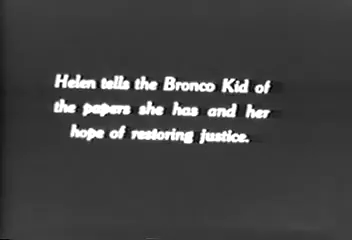 Helen tells the Bronco Kid of
the papers she has and her
hope of restoring justice.